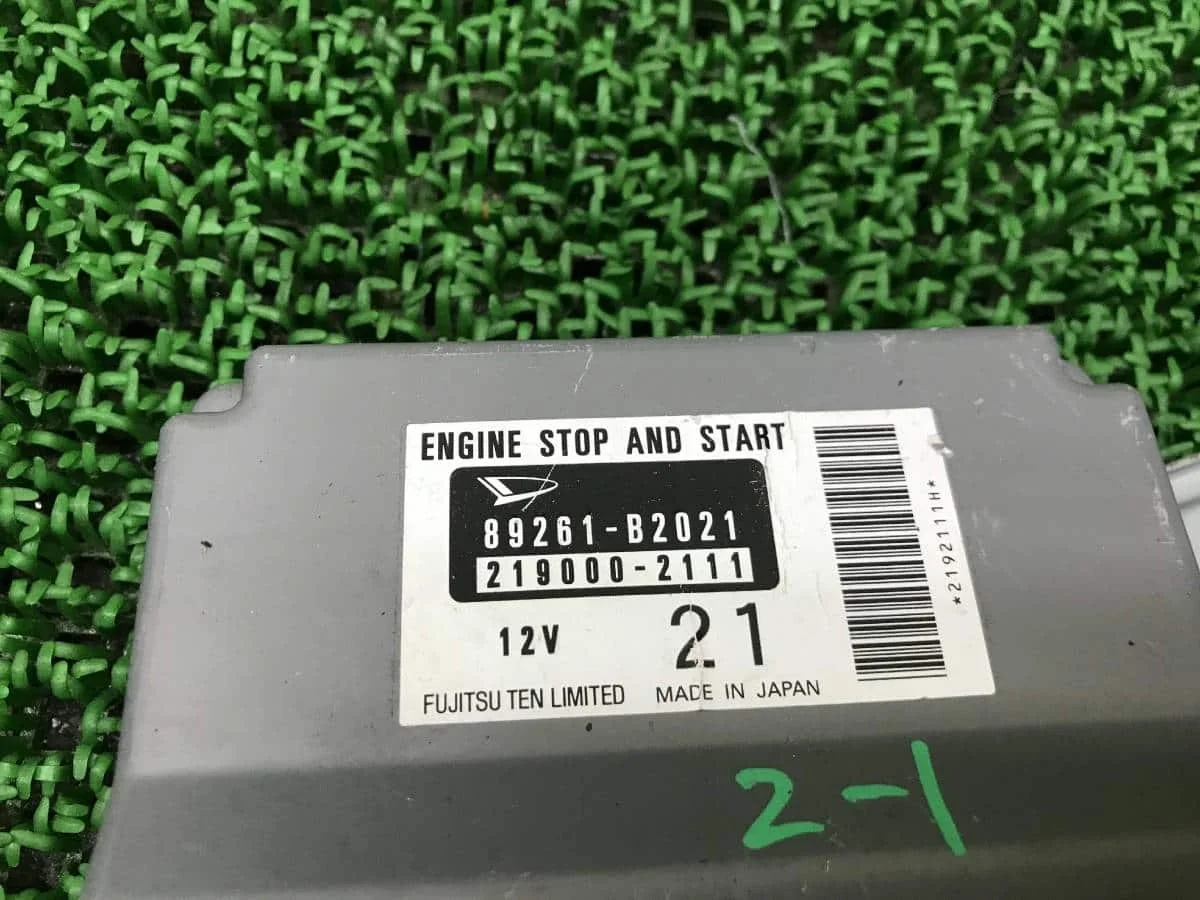 ENGINE STOP AND START
89261-B2021
219000-2111
12V 21
FUJITSU TEN LIMITED MADE IN JAPAN
*2192111H*
2-1